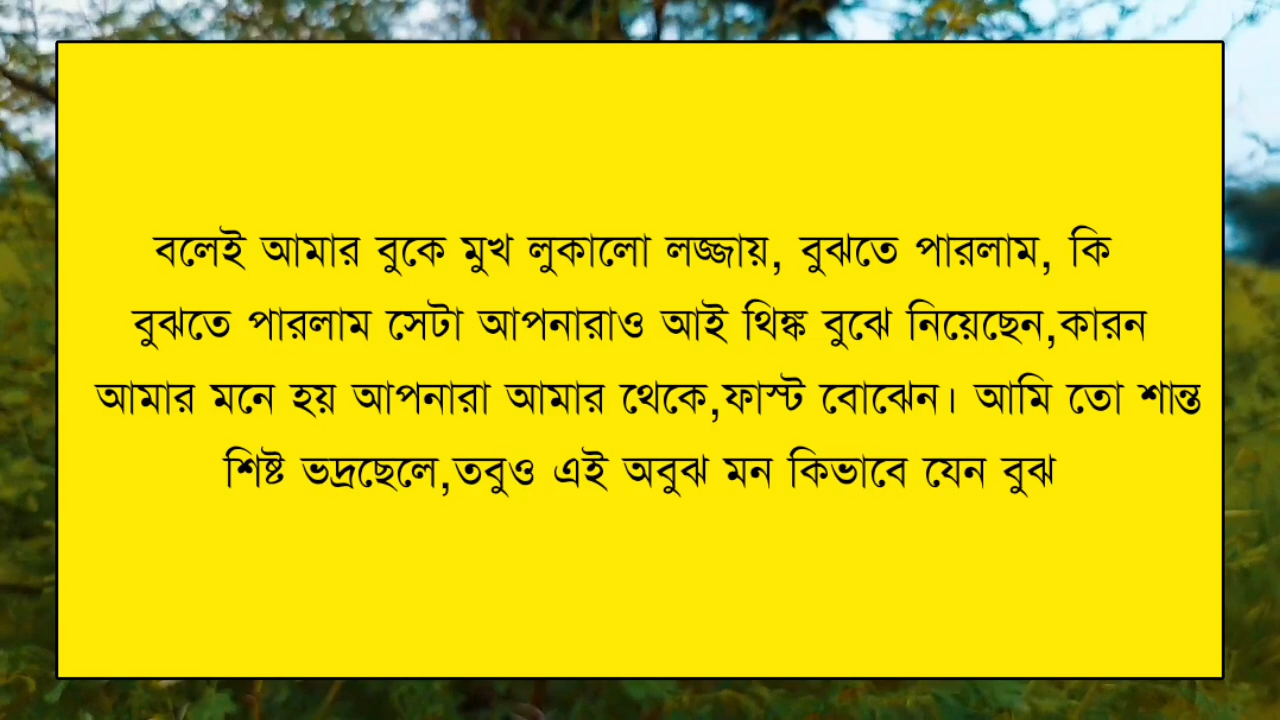 বলেই আমার বুকে মুখ লুকালো লজ্জায়, বুঝতে পারলাম, কি
বুঝতে পারলাম সেটা আপনারাও আই থিঙ্ক বুঝে নিয়েছেন,কারন
আমার মনে হয় আপনারা আমার থেকে,ফাস্ট বোঝেন। আমি তো শান্ত
শিষ্ট ভদ্রছেলে,তবুও এই অবুঝ মন কিভাবে যেন বুঝ